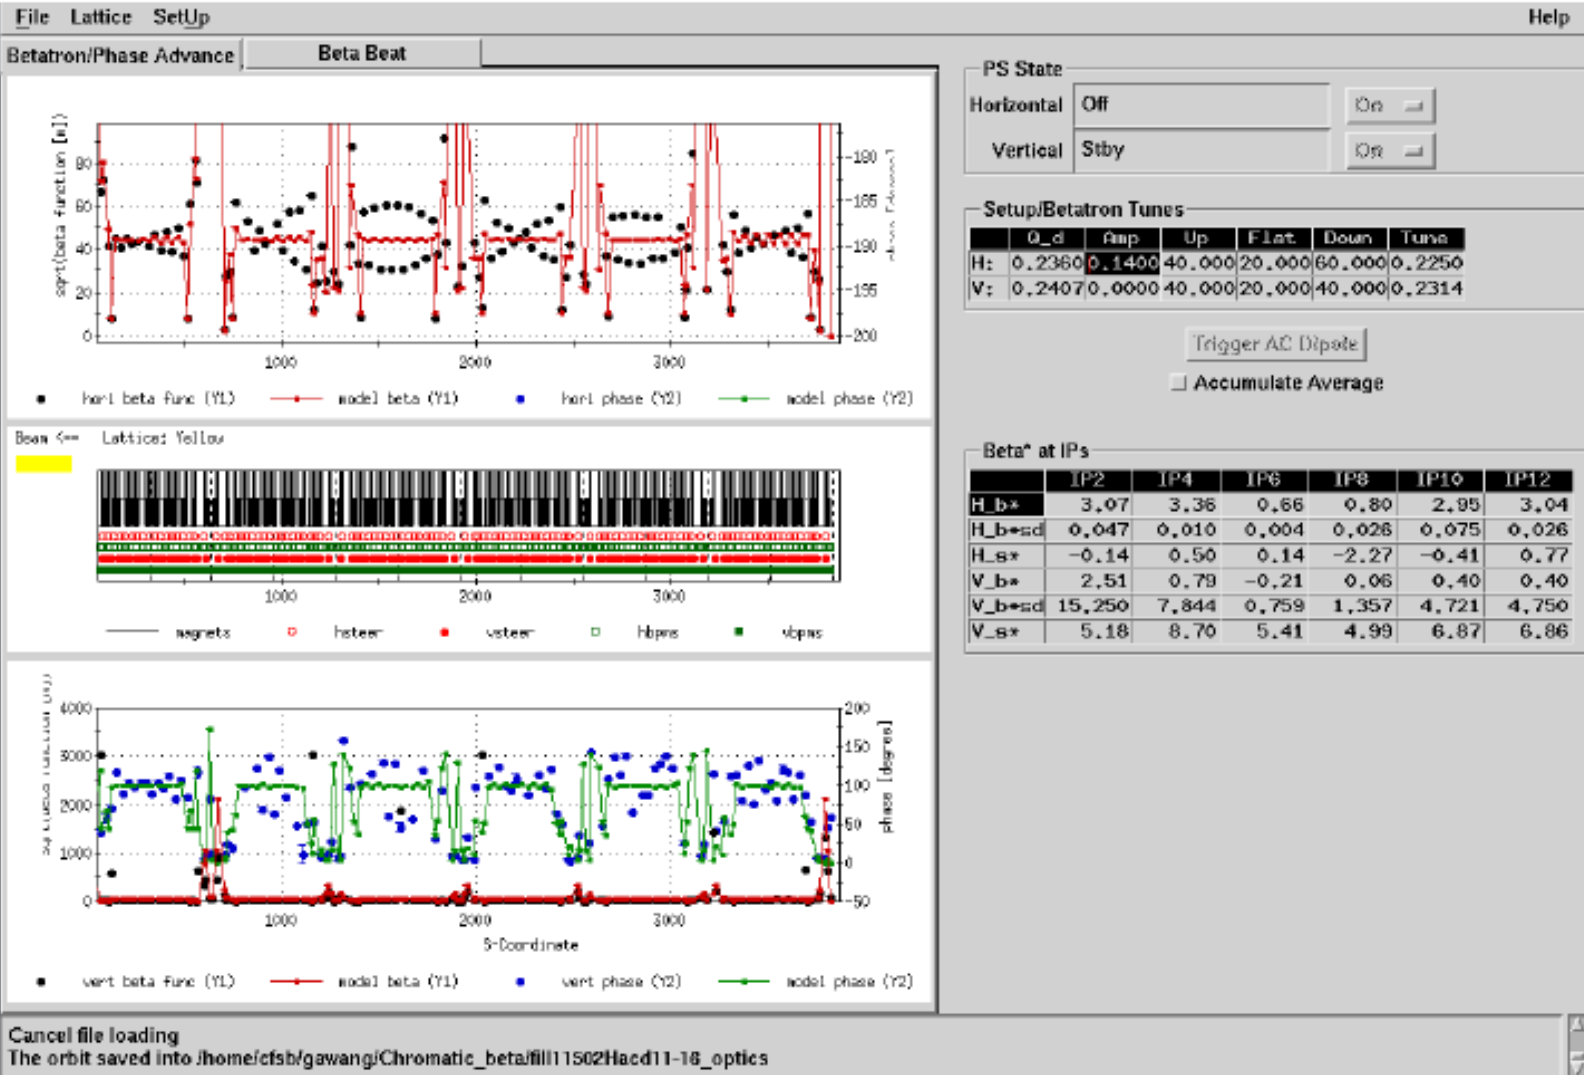 File Lattice SetUp Help
Betatron/Phase Advance Beta Beat
sqrt(beta function [m])
80
60
40
20
0
-180
-185
-190
-195
-200
1000 2000 3000
hori beta func (Y1) model beta (Y1) hori phase (Y2) model phase (Y2)
Beam <-- Lattice: Yellow
1000 2000 3000
magnets hsteer vsteer hbpms vbpms
4000
3000
2000
1000
0
200
150
100
50
0
-50
phase [degrees]
1000 2000 3000
S-Coordinate
vert beta func (Y1) model beta (Y1) vert phase (Y2) model phase (Y2)
PS State
Horizontal Off On
Vertical Stby On
Setup/Betatron Tunes
Q_d Amp Up Flat Down Tune
H: 0.2360 0.1400 40.000 20.000 60.000 0.2250
V: 0.2407 0.0000 40.000 20.000 40.000 0.2314
Trigger AC Dipole
Accumulate Average
Beta* at IPs
IP2 IP4 IP6 IP8 IP10 IP12
H_b* 3.07 3.36 0.66 0.80 2.95 3.04
H_b*sd 0.047 0.010 0.004 0.026 0.075 0.026
H_s* -0.14 0.50 0.14 -2.27 -0.41 0.77
V_b* 2.51 0.79 -0.21 0.06 0.40 0.40
V_b*sd 15.250 7.844 0.759 1.357 4.721 4.750
V_s* 5.18 8.70 5.41 4.99 6.87 6.86
Cancel file loading
The orbit saved into /home/cfsb/gawang/Chromatic_beta/fill11502Hacd11-16_optics